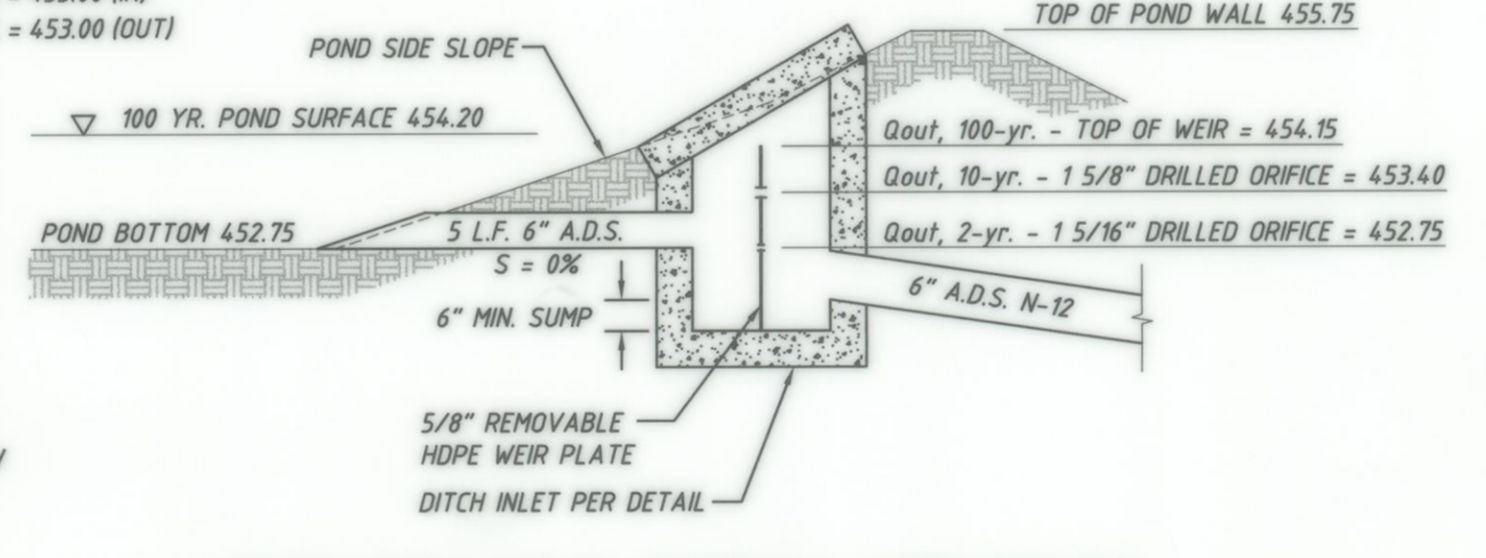 = 453.00 (OUT)
TOP OF POND WALL 455.75
POND SIDE SLOPE
100 YR. POND SURFACE 454.20
Qout, 100-yr. - TOP OF WEIR = 454.15
Qout, 10-yr. - 1 5/8" DRILLED ORIFICE = 453.40
POND BOTTOM 452.75
5 L.F. 6" A.D.S.
Qout, 2-yr. - 1 5/16" DRILLED ORIFICE = 452.75
S = 0%
6" A.D.S. N-12
6" MIN. SUMP
5/8" REMOVABLE
HDPE WEIR PLATE
DITCH INLET PER DETAIL